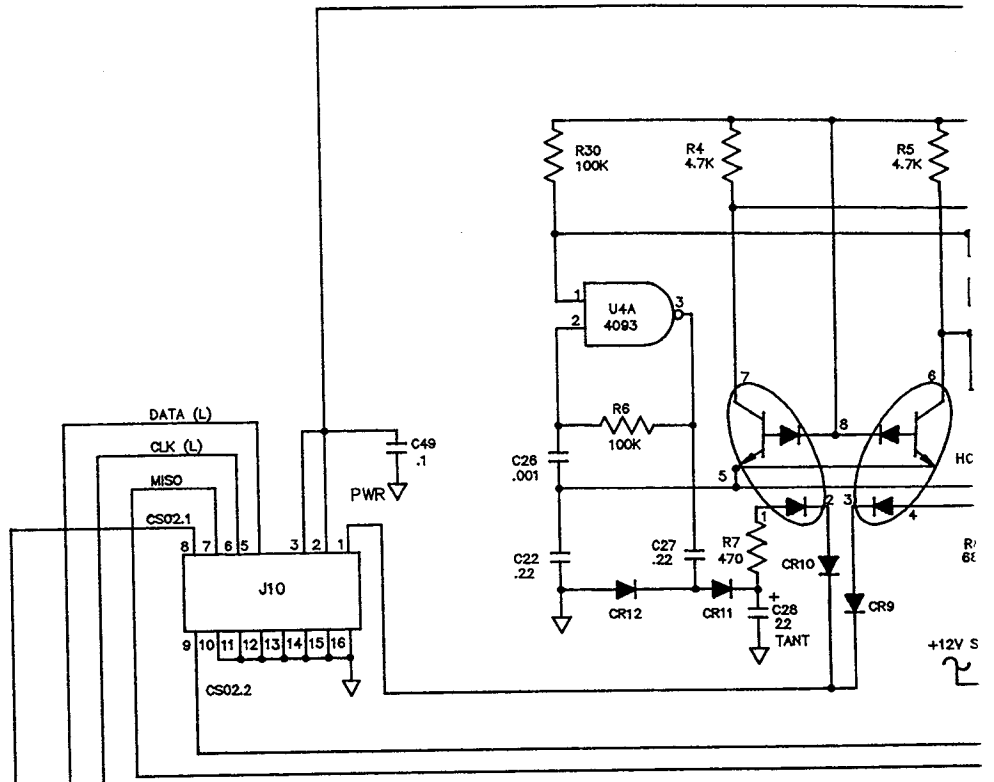 R30
100K
R4
4.7K
R5
4.7K
1
2
U4A
4093
3
7
6
DATA (L)
CLK (L)
MISO
CS02.1
C49
.1
PWR
R6
100K
C26
.001
8
5
HC
1
2
3
4
8
7
6
5
3
2
1
J10
C22
.22
C27
.22
R7
470
CR10
CR9
CR12
CR11
+
C28
22
TANT
9
10
11
12
13
14
15
16
CS02.2
+12V S